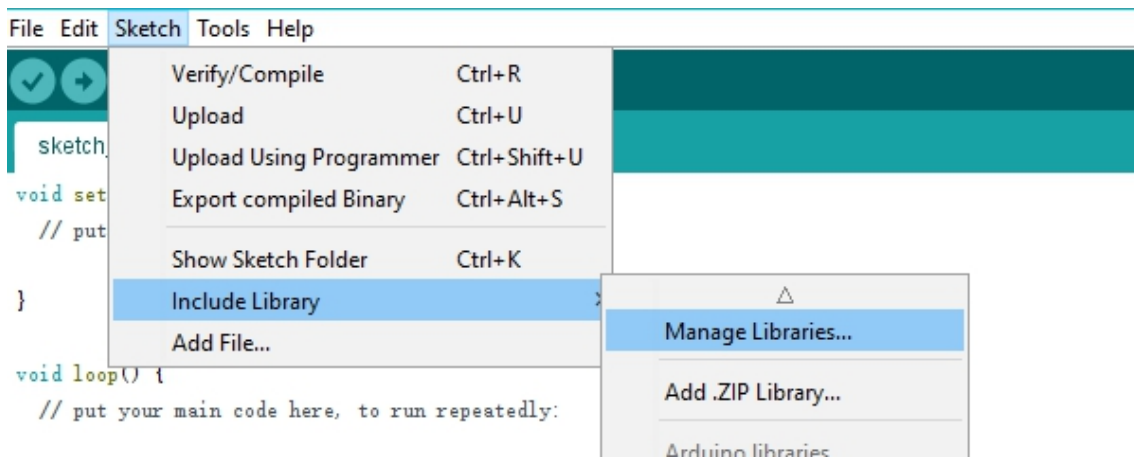 File Edit Sketch Tools Help
Verify/Compile Ctrl+R
Upload Ctrl+U
sketch_
Upload Using Programmer Ctrl+Shift+U
void set
Export compiled Binary Ctrl+Alt+S
// put
Show Sketch Folder Ctrl+K
}
Include Library
Manage Libraries...
Add File...
void loop() {
Add .ZIP Library...
// put your main code here, to run repeatedly:
Arduino libraries